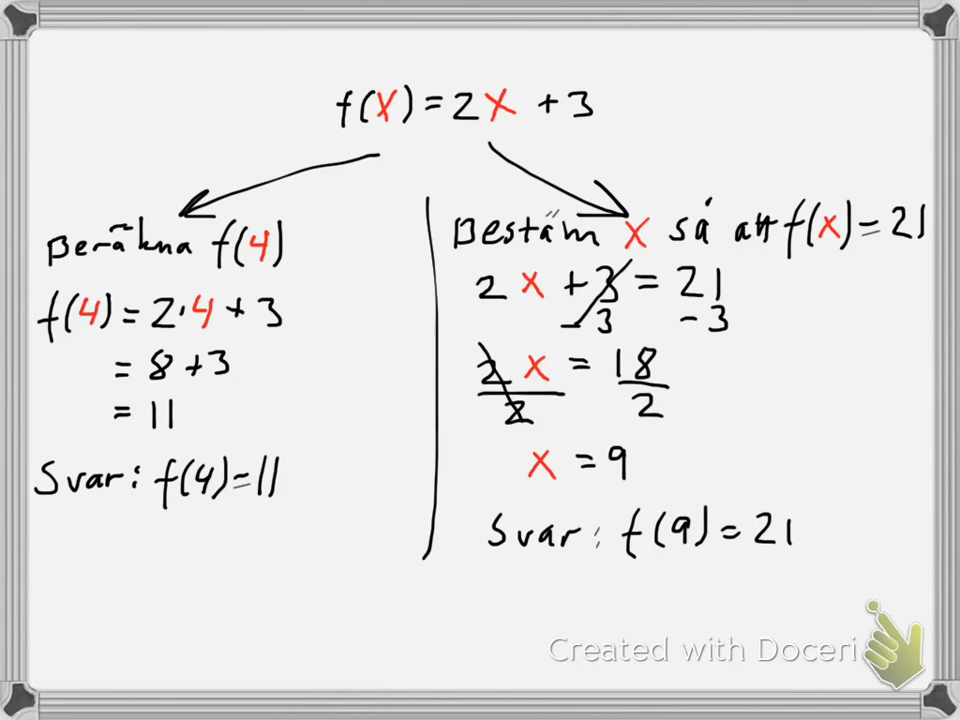 f(x) = 2x + 3
Beräkna f(4)
f(4) = 2·4 + 3
= 8 + 3
= 11
Svar: f(4) = 11
Bestäm x så att f(x) = 21
2x + 3 = 21
- 3 - 3
2x = 18
2 2
x = 9
Svar: f(9) = 21
Created with Doceri